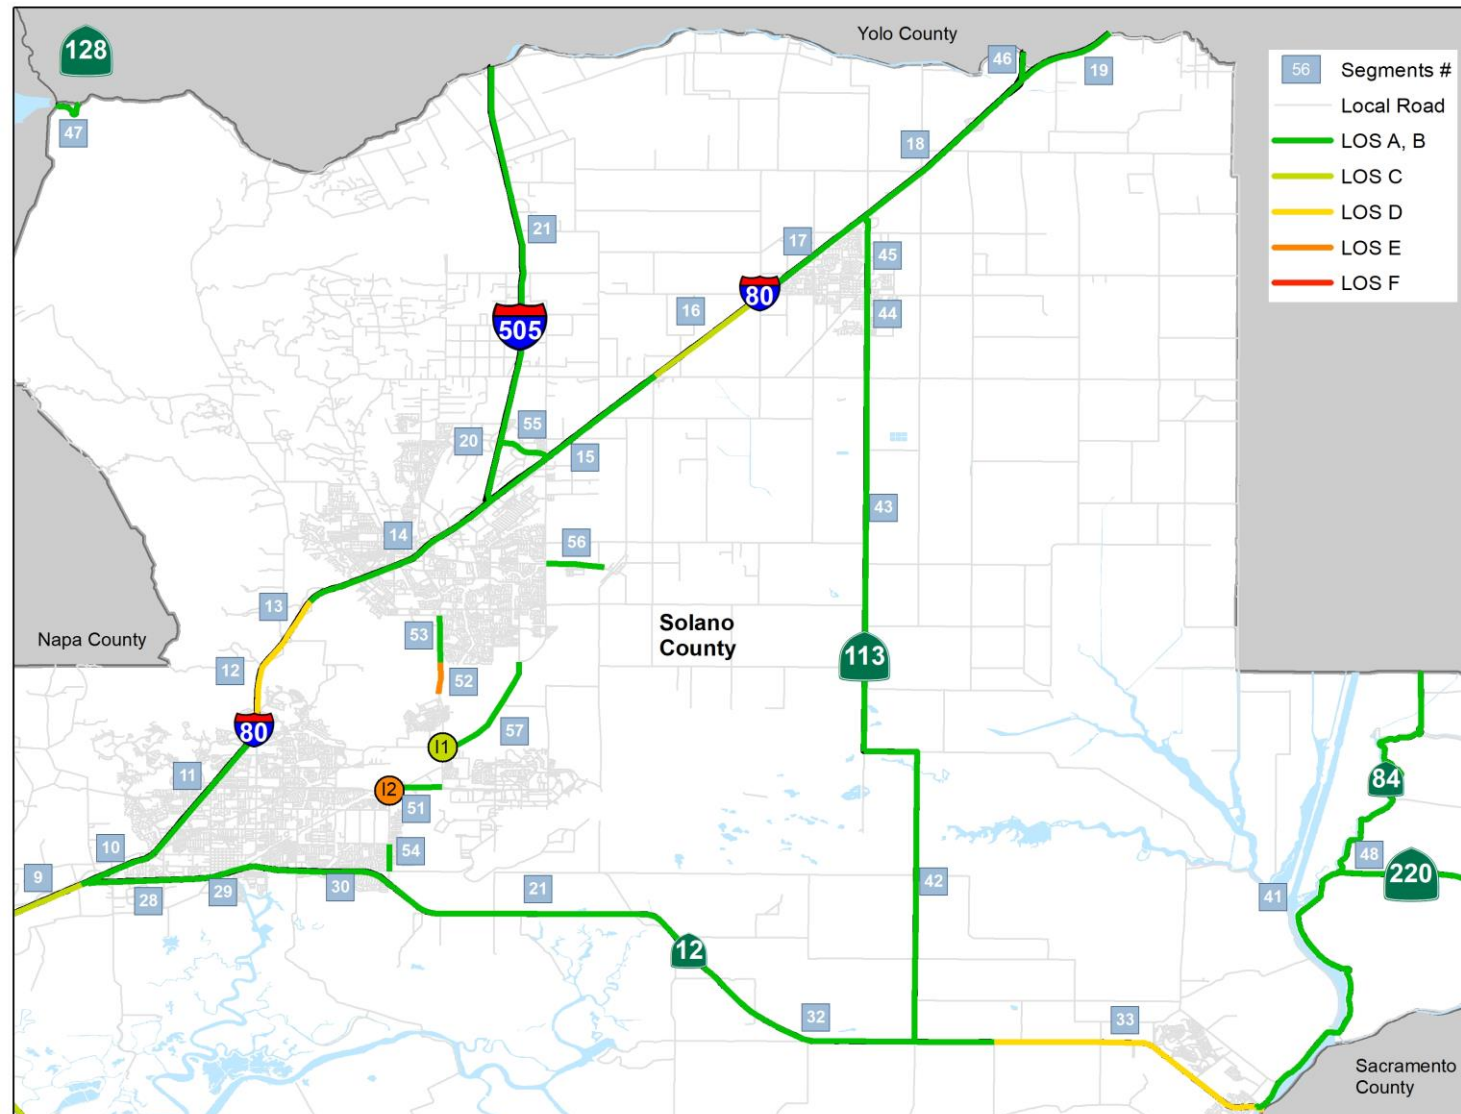 128
Yolo County
46
19
56 Segments #
Local Road
LOS A, B
LOS C
LOS D
LOS E
LOS F
47
18
21
17
45
80
16
44
505
20
55
15
43
14
56
13
53
Solano
County
Napa County
113
12
52
80
57
I1
11
84
I2
51
10
54
48
9
220
28
29
30
21
42
41
12
32
33
Sacramento
County